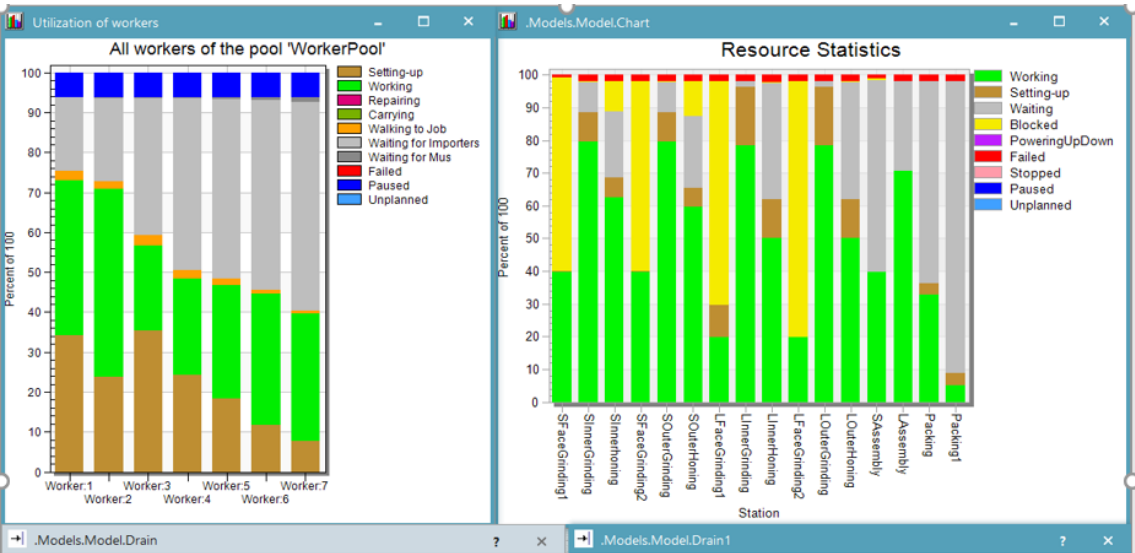 Utilization of workers
All workers of the pool 'WorkerPool'
Percent of 100
100
90
80
70
60
50
40
30
20
10
0
Worker:1 Worker:3 Worker:5 Worker:7
Worker:2 Worker:4 Worker:6
Setting-up
Working
Repairing
Carrying
Walking to Job
Waiting for Importers
Waiting for Mus
Failed
Paused
Unplanned
.Models.Model.Chart
Resource Statistics
Percent of 100
100
90
80
70
60
50
40
30
20
10
0
SFaceGrinding1
SInnerGrinding
SInnerhoning
SFaceGrinding2
SOuterGrinding
SOuterHoning
LFaceGrinding1
LInnerGrinding
LInnerHoning
LFaceGrinding2
LOuterGrinding
LOuterHoning
SAssembly
LAssembly
Packing
Packing1
Station
Working
Setting-up
Waiting
Blocked
PoweringUpDown
Failed
Stopped
Paused
Unplanned
.Models.Model.Drain ?
.Models.Model.Drain1 ?